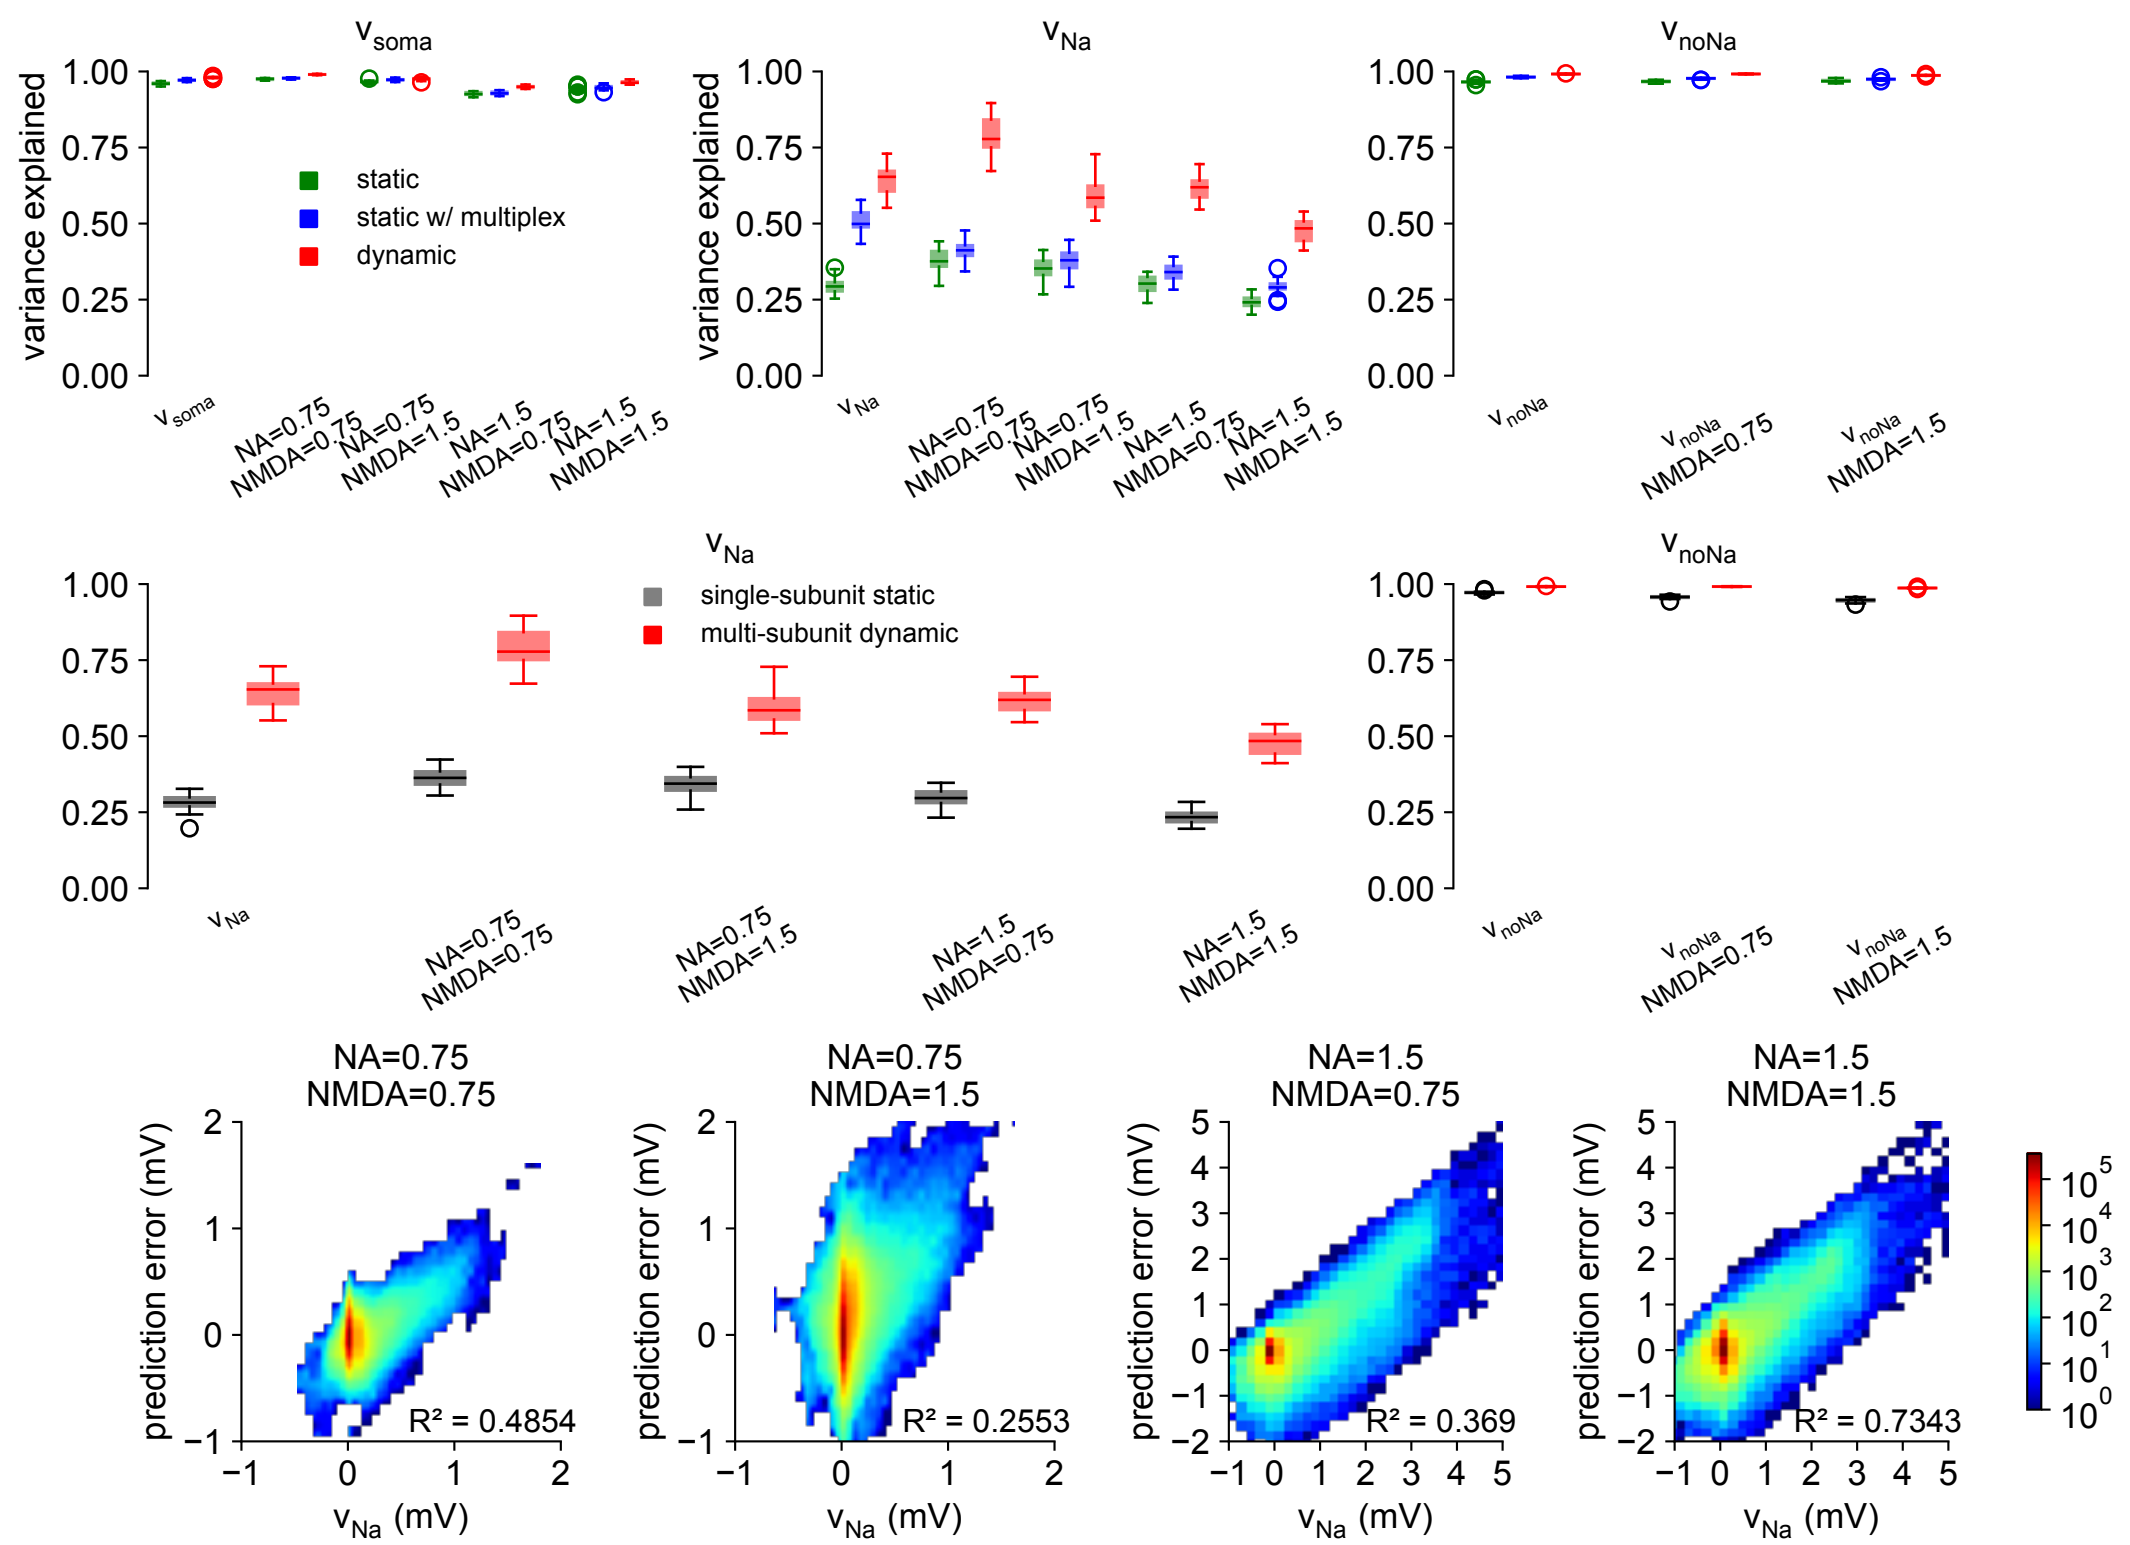 v_soma
v_Na
v_noNa
variance explained
1.00
0.75
0.50
0.25
0.00
static
static w/ multiplex
dynamic
v_soma
NA=0.75
NMDA=0.75
NA=0.75
NMDA=1.5
NA=1.5
NMDA=0.75
NA=1.5
NMDA=1.5
variance explained
1.00
0.75
0.50
0.25
0.00
v_Na
NA=0.75
NMDA=0.75
NA=0.75
NMDA=1.5
NA=1.5
NMDA=0.75
NA=1.5
NMDA=1.5
1.00
0.75
0.50
0.25
0.00
v_noNa
v_noNa
NMDA=0.75
v_noNa
NMDA=1.5
v_Na
1.00
0.75
0.50
0.25
0.00
single-subunit static
multi-subunit dynamic
v_Na
NA=0.75
NMDA=0.75
NA=0.75
NMDA=1.5
NA=1.5
NMDA=0.75
NA=1.5
NMDA=1.5
v_noNa
1.00
0.75
0.50
0.25
0.00
v_noNa
v_noNa
NMDA=0.75
v_noNa
NMDA=1.5
NA=0.75
NMDA=0.75
prediction error (mV)
2
1
0
−1
R² = 0.4854
−1 0 1 2
v_Na (mV)
NA=0.75
NMDA=1.5
prediction error (mV)
2
1
0
−1
R² = 0.2553
−1 0 1 2
v_Na (mV)
NA=1.5
NMDA=0.75
prediction error (mV)
5
4
3
2
1
0
−1
−2
R² = 0.369
−1 0 1 2 3 4 5
v_Na (mV)
NA=1.5
NMDA=1.5
prediction error (mV)
5
4
3
2
1
0
−1
−2
R² = 0.7343
−1 0 1 2 3 4 5
v_Na (mV)
10^5
10^4
10^3
10^2
10^1
10^0